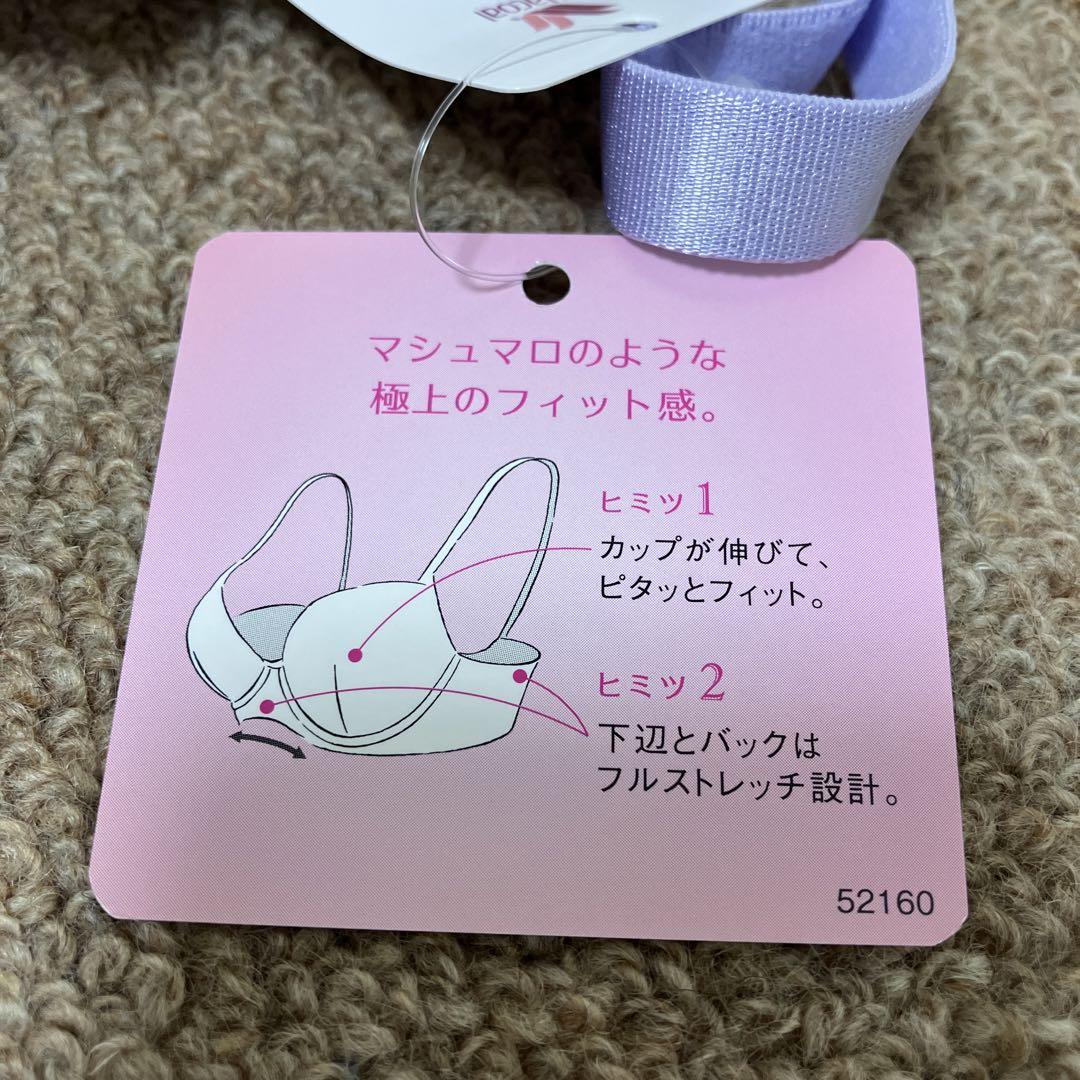 マシュマロのような
極上のフィット感。
ヒミツ 1
カップが伸びて、
ピタッとフィット。
ヒミツ 2
下辺とバックは
フルストレッチ設計。
52160